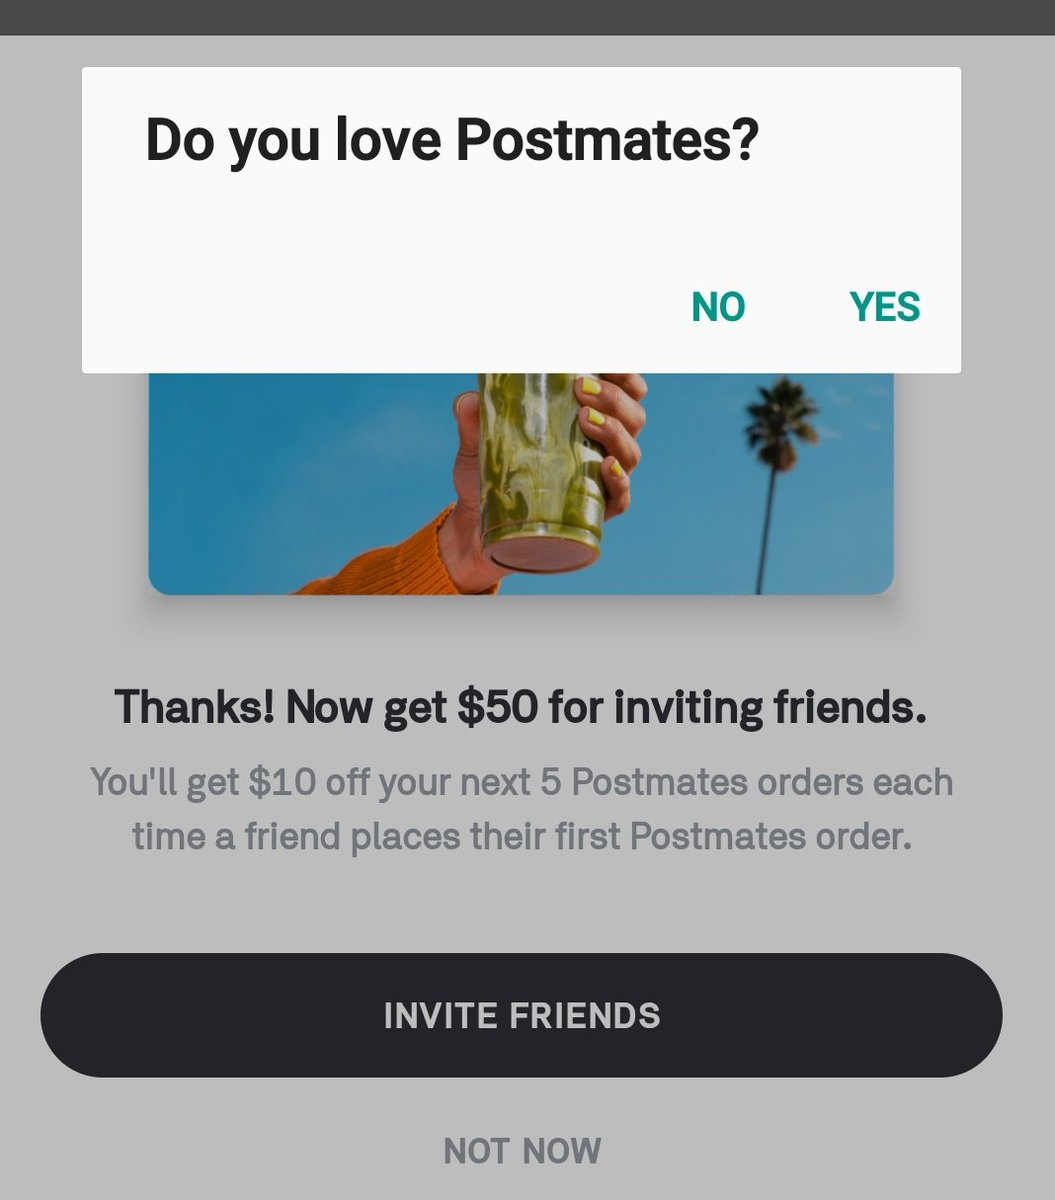 Do you love Postmates?
NO YES
Thanks! Now get $50 for inviting friends.
You'll get $10 off your next 5 Postmates orders each
time a friend places their first Postmates order.
INVITE FRIENDS
NOT NOW